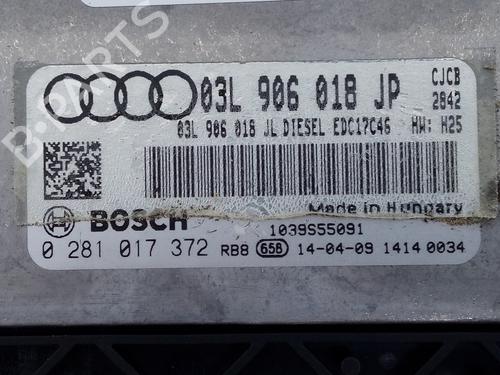 03L 906 018 JP CJCB
2842
03L 906 018 JL DIESEL EDC17C46 HW: H25
Made in Hungary
BOSCH 1039S55091
0 281 017 372 RB8 65B 14-04-09 1414 0034
B-PARTS